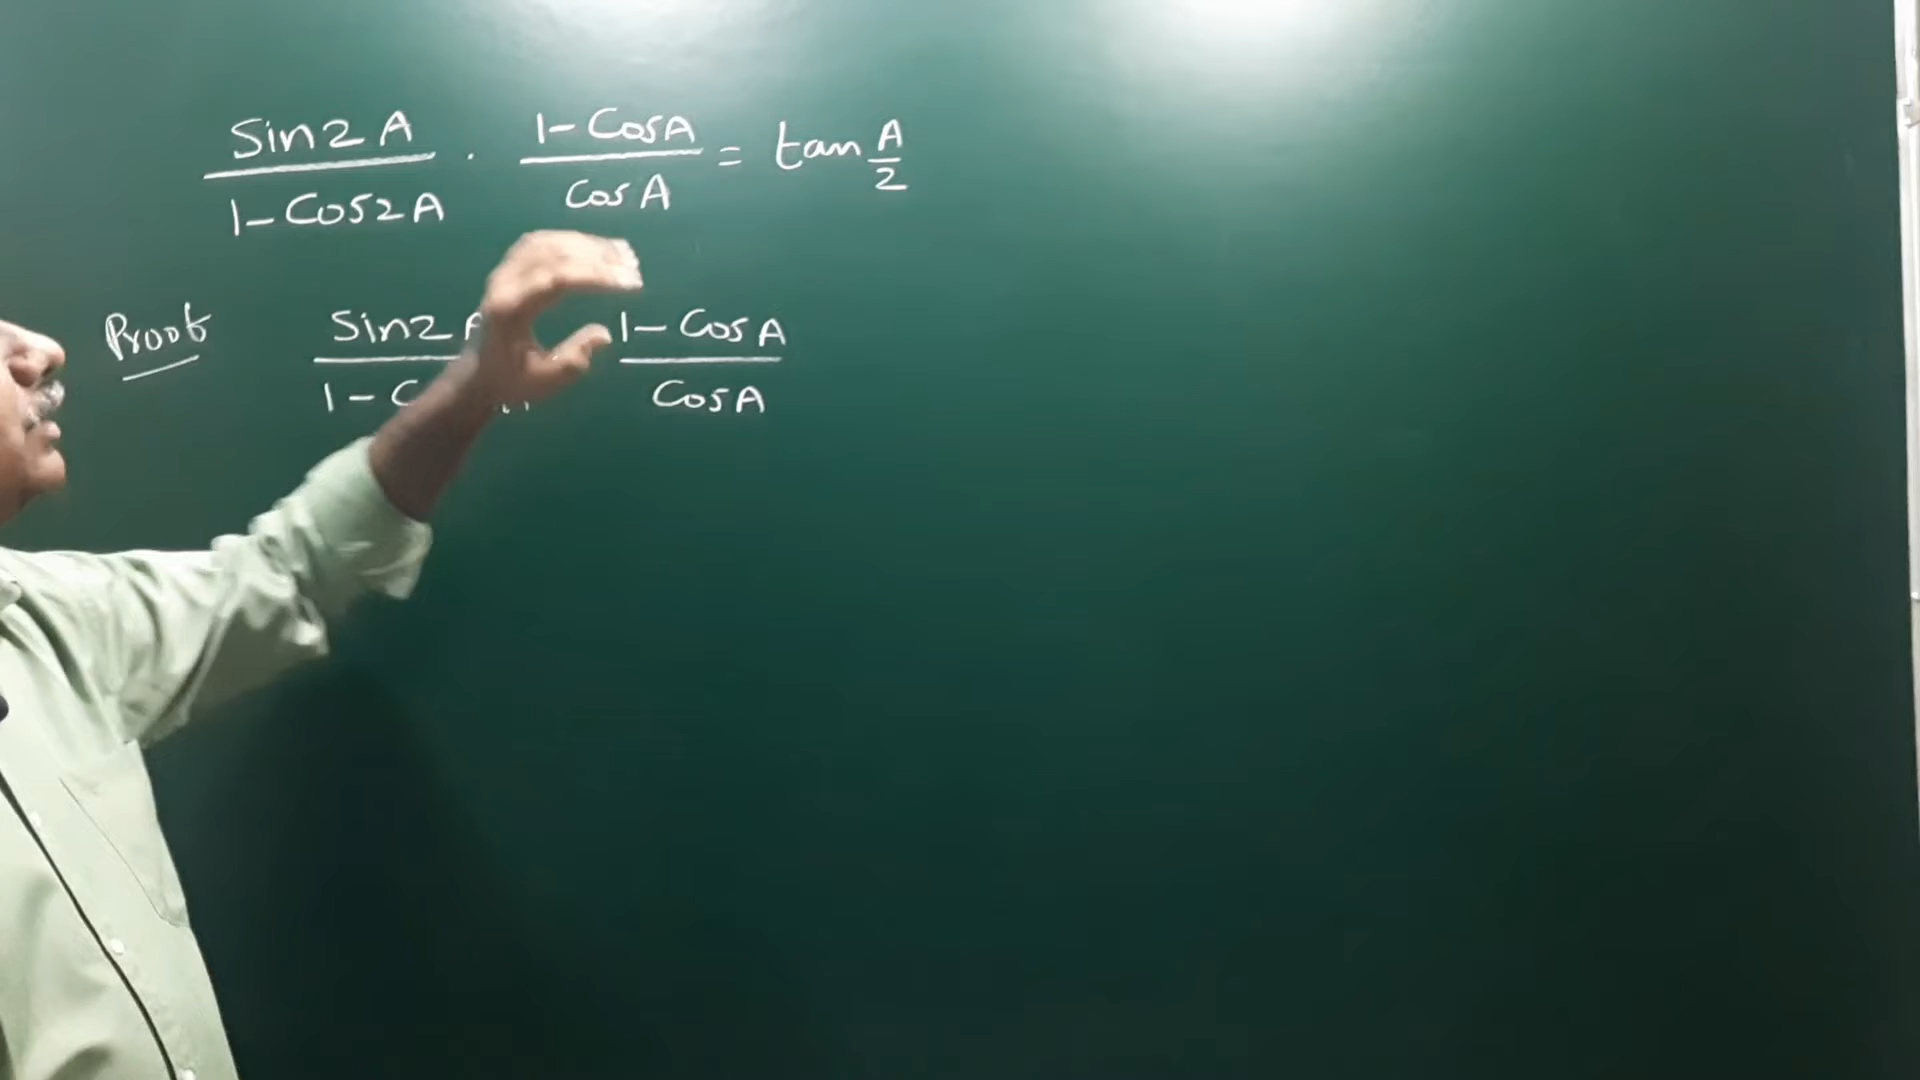 Sin2A / 1-Cos2A . 1-CosA / CosA = tan A/2
Proof Sin2A / 1-C 1-CosA / CosA